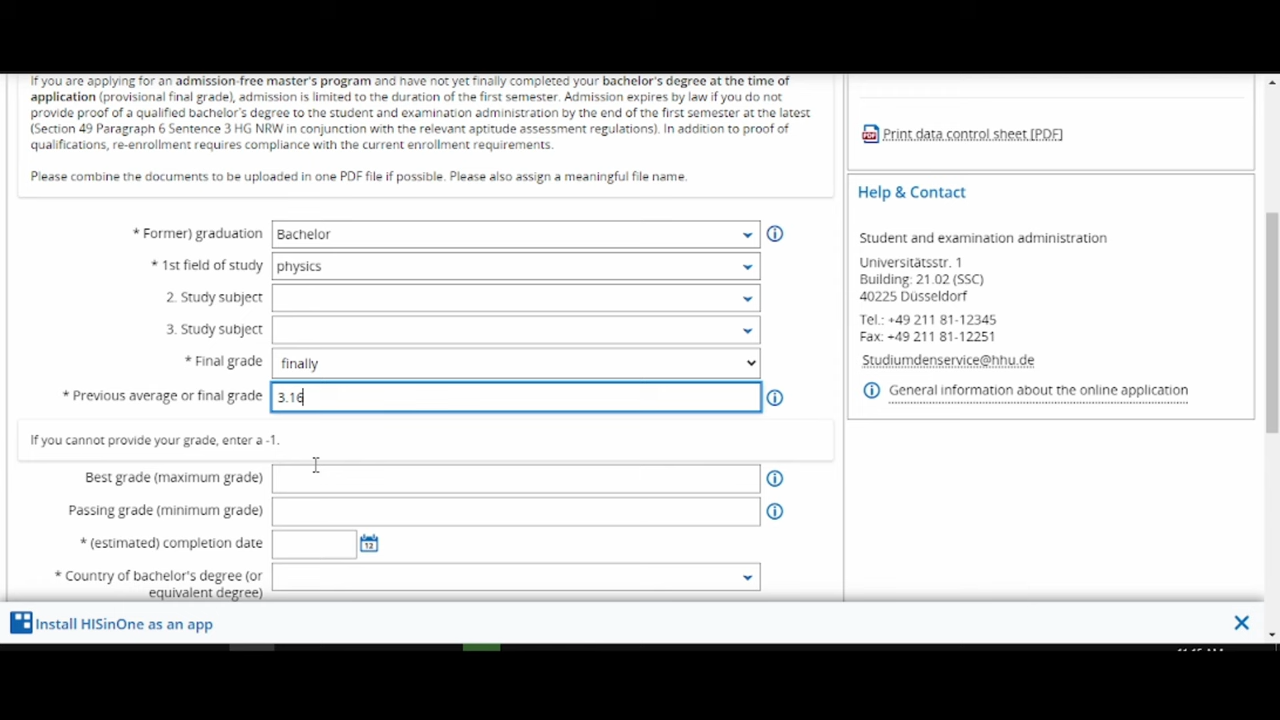 If you are applying for an admission-free master's program and have not yet finally completed your bachelor's degree at the time of
application (provisional final grade), admission is limited to the duration of the first semester. Admission expires by law if you do not
provide proof of a qualified bachelor's degree to the student and examination administration by the end of the first semester at the latest
(Section 49 Paragraph 6 Sentence 3 HG NRW in conjunction with the relevant aptitude assessment regulations). In addition to proof of
qualifications, re-enrollment requires compliance with the current enrollment requirements.
Please combine the documents to be uploaded in one PDF file if possible. Please also assign a meaningful file name.
* Former) graduation Bachelor
* 1st field of study physics
2. Study subject
3. Study subject
* Final grade finally
* Previous average or final grade 3.16
If you cannot provide your grade, enter a -1.
Best grade (maximum grade)
Passing grade (minimum grade)
* (estimated) completion date 12
* Country of bachelor's degree (or
equivalent degree)
Print data control sheet [PDF]
Help & Contact
Student and examination administration
Universitätsstr. 1
Building: 21.02 (SSC)
40225 Düsseldorf
Tel.: +49 211 81-12345
Fax: +49 211 81-12251
Studiumdenservice@hhu.de
General information about the online application
Install HISinOne as an app